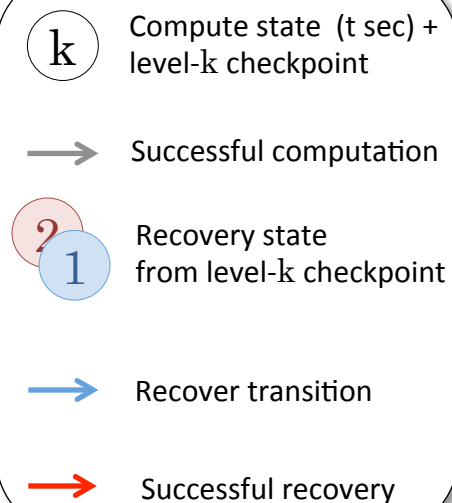 k
Compute state (t sec) +
level-k checkpoint
Successful computation
2
1
Recovery state
from level-k checkpoint
Recover transition
Successful recovery